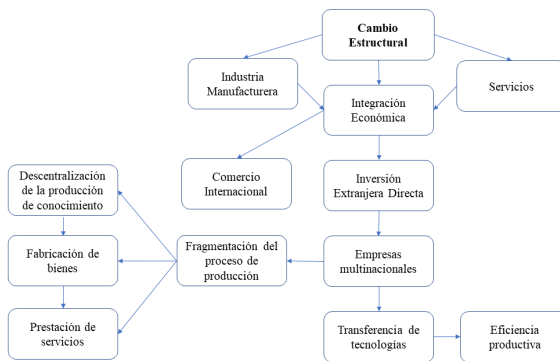 Cambio
Estructural
Industria
Manufacturera
Servicios
Integración
Económica
Comercio
Internacional
Inversión
Extranjera Directa
Descentralización
de la producción
de conocimiento
Fragmentación del
proceso de
producción
Empresas
multinacionales
Fabricación de
bienes
Prestación de
servicios
Transferencia de
tecnologías
Eficiencia
productiva